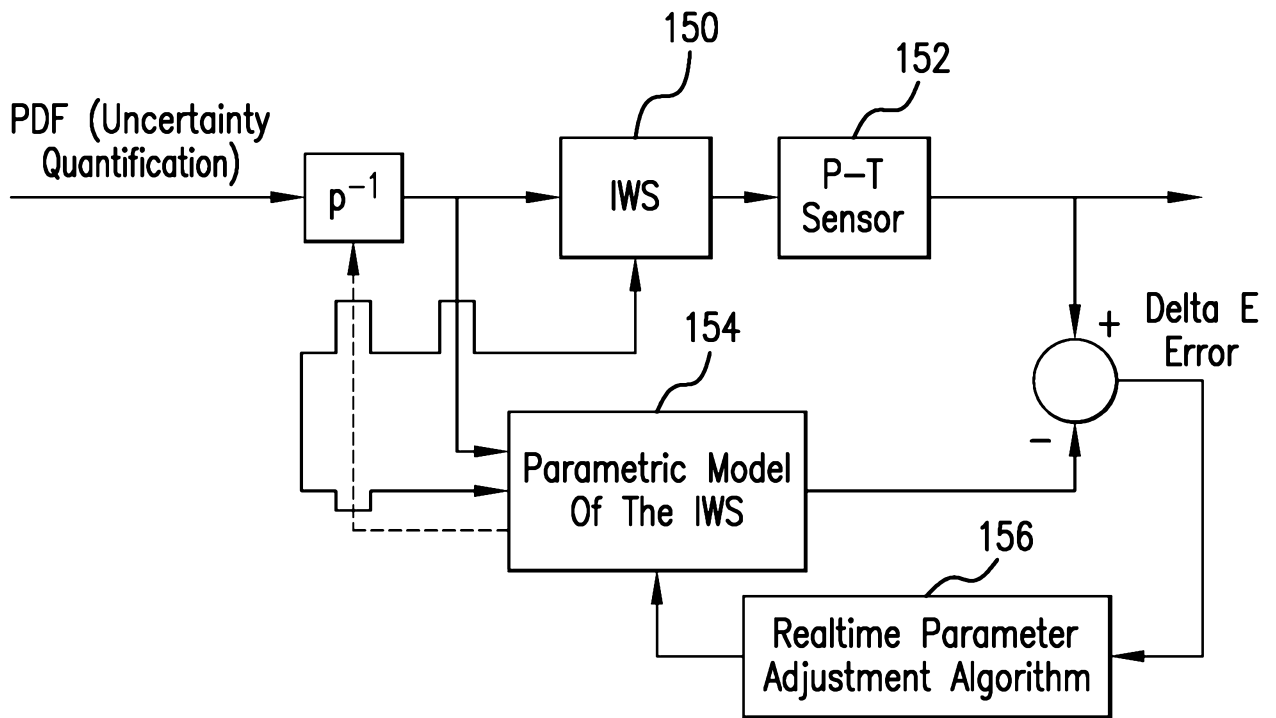 150
152
PDF (Uncertainty
Quantification)
p⁻¹
IWS
P-T
Sensor
154
+
Delta E
Error
-
Parametric Model
Of The IWS
156
Realtime Parameter
Adjustment Algorithm